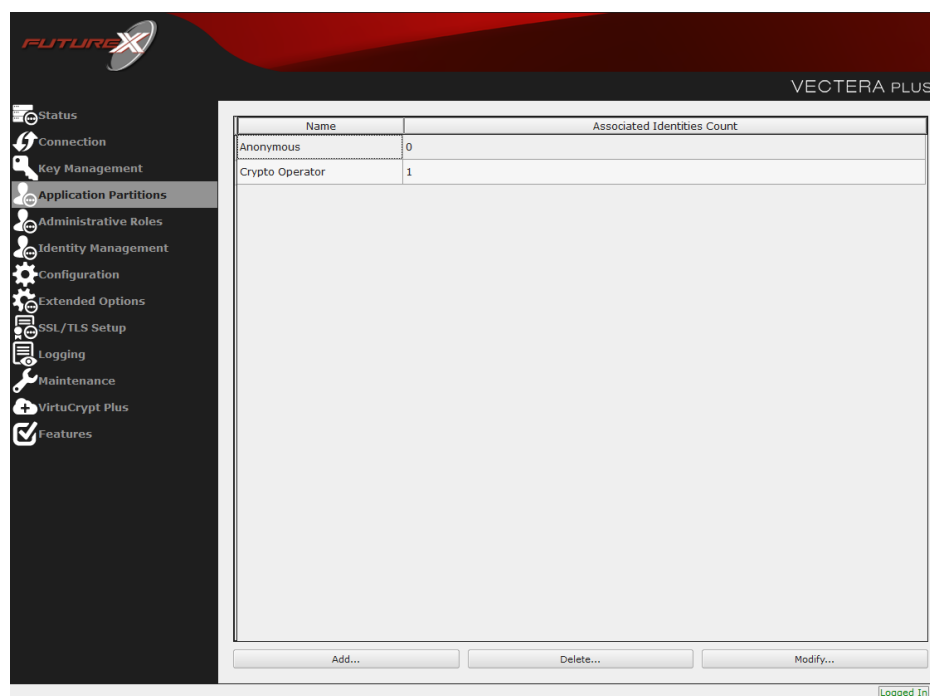 FUTUREX
VECTERA PLUS
Status
Connection
Key Management
Application Partitions
Administrative Roles
Identity Management
Configuration
Extended Options
SSL/TLS Setup
Logging
Maintenance
VirtuCrypt Plus
Features
Name Associated Identities Count
Anonymous 0
Crypto Operator 1
Add... Delete... Modify...
Logged In